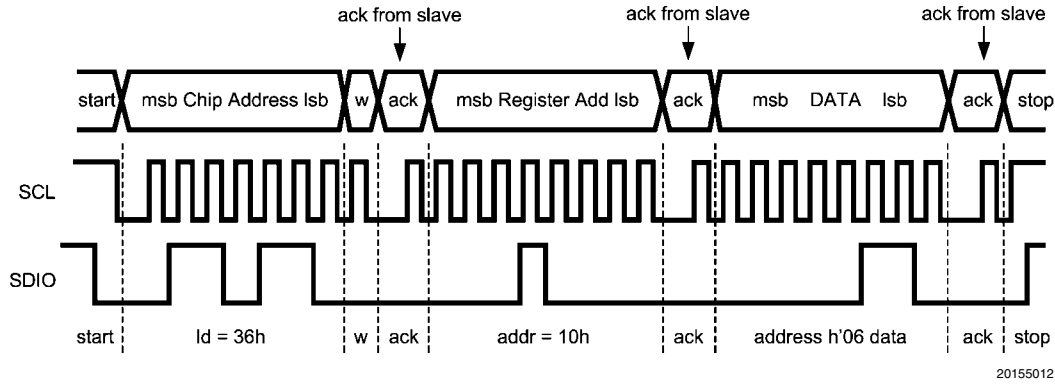 ack from slave ack from slave ack from slave
start msb Chip Address lsb w ack msb Register Add lsb ack msb DATA lsb ack stop
SCL
SDIO
start Id = 36h w ack addr = 10h ack address h'06 data ack stop
20155012